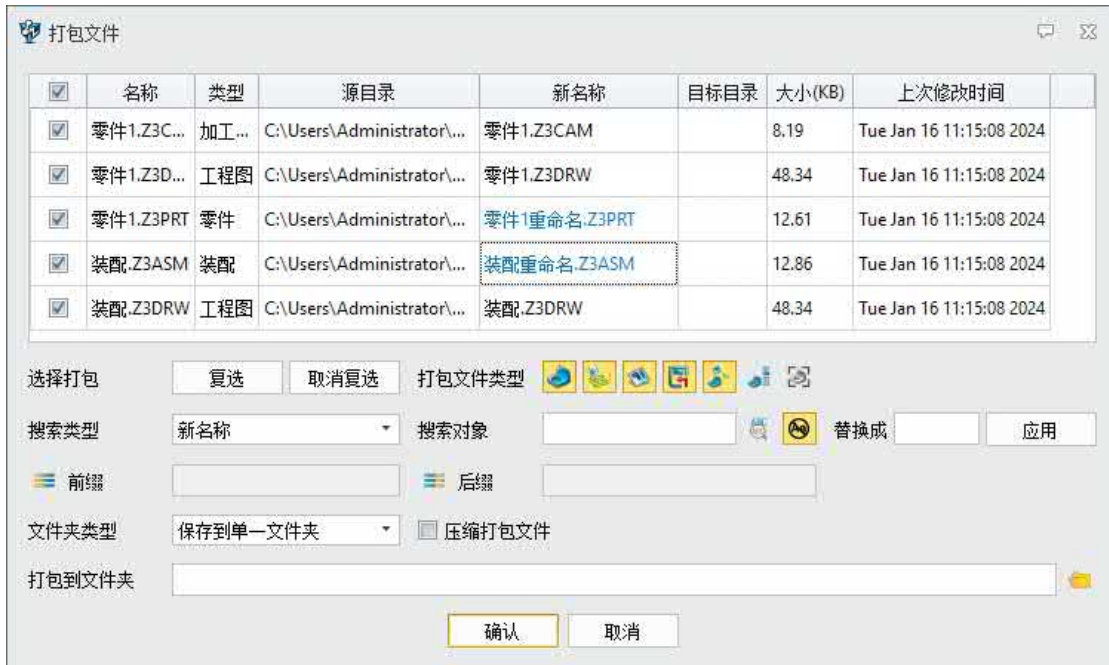 打包文件
名称 类型 源目录 新名称 目标目录 大小(KB) 上次修改时间
零件1.Z3C... 加工... C:\Users\Administrator\... 零件1.Z3CAM 8.19 Tue Jan 16 11:15:08 2024
零件1.Z3D... 工程图 C:\Users\Administrator\... 零件1.Z3DRW 48.34 Tue Jan 16 11:15:08 2024
零件1.Z3PRT 零件 C:\Users\Administrator\... 零件1重命名.Z3PRT 12.61 Tue Jan 16 11:15:08 2024
装配.Z3ASM 装配 C:\Users\Administrator\... 装配重命名.Z3ASM 12.86 Tue Jan 16 11:15:08 2024
装配.Z3DRW 工程图 C:\Users\Administrator\... 装配.Z3DRW 48.34 Tue Jan 16 11:15:08 2024
选择打包 复选 取消复选 打包文件类型
搜索类型 新名称 搜索对象 替换成 应用
前缀 后缀
文件夹类型 保存到单一文件夹 压缩打包文件
打包到文件夹
确认 取消